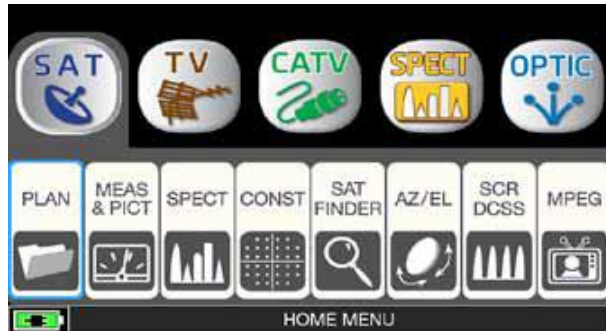 SAT
TV
CATV
SPECT
OPTIC
PLAN
MEAS
& PICT
SPECT
CONST
SAT
FINDER
AZ/EL
SCR
DCSS
MPEG
HOME MENU